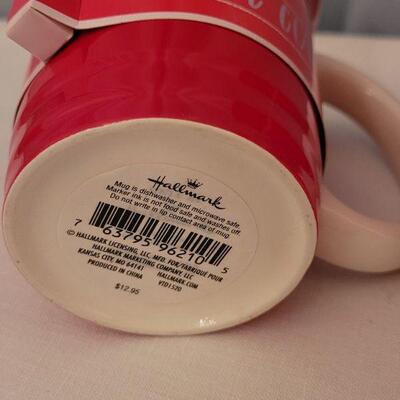 Hallmark
Mug is dishwasher and microwave safe.
Marker ink is not food safe and washes off.
Do not write in lip contact area of mug.
7 63795 96210 5
© HALLMARK LICENSING, LLC MFD. FOR/FABRIQUÉ POUR
HALLMARK MARKETING COMPANY, LLC
KANSAS CITY, MO 64141 HALLMARK.COM
PRODUCED IN CHINA VTD1520
$12.95